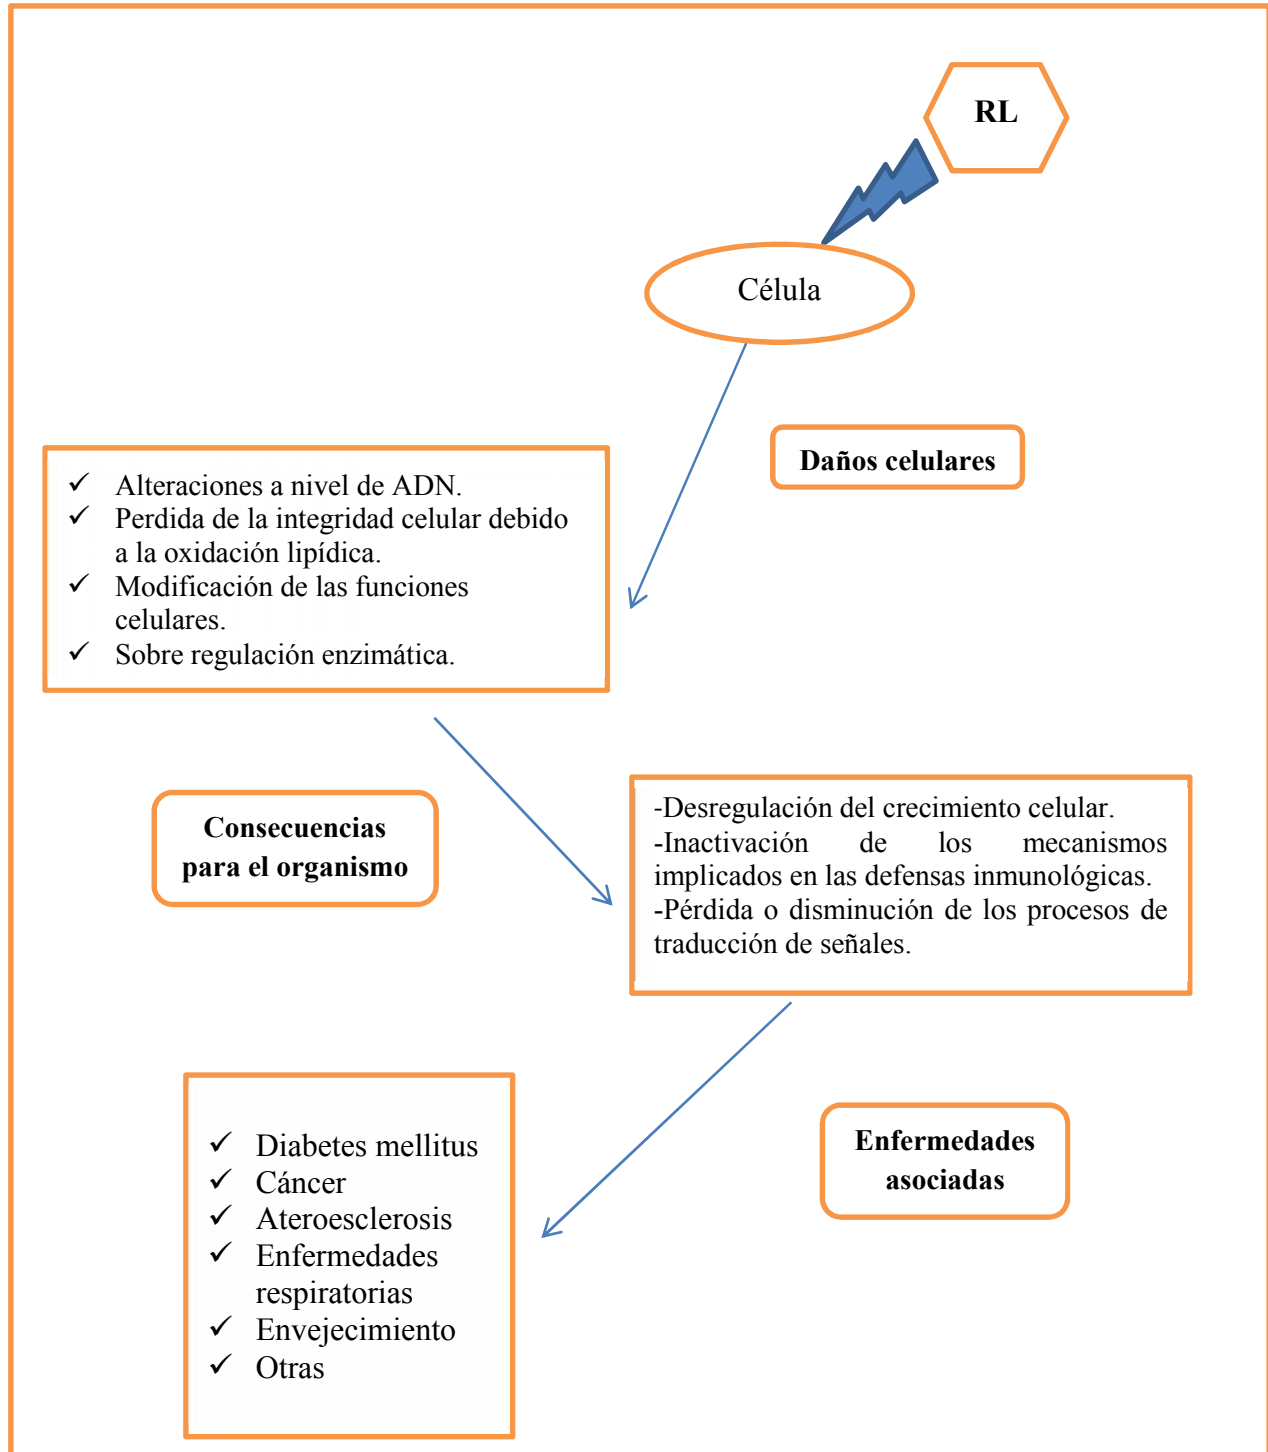 RL
Célula
Daños celulares
✓ Alteraciones a nivel de ADN.
✓ Perdida de la integridad celular debido
a la oxidación lipídica.
✓ Modificación de las funciones
celulares.
✓ Sobre regulación enzimática.
Consecuencias
para el organismo
-Desregulación del crecimiento celular.
-Inactivación de los mecanismos
implicados en las defensas inmunológicas.
-Pérdida o disminución de los procesos de
traducción de señales.
Enfermedades
asociadas
✓ Diabetes mellitus
✓ Cáncer
✓ Ateroesclerosis
✓ Enfermedades
respiratorias
✓ Envejecimiento
✓ Otras